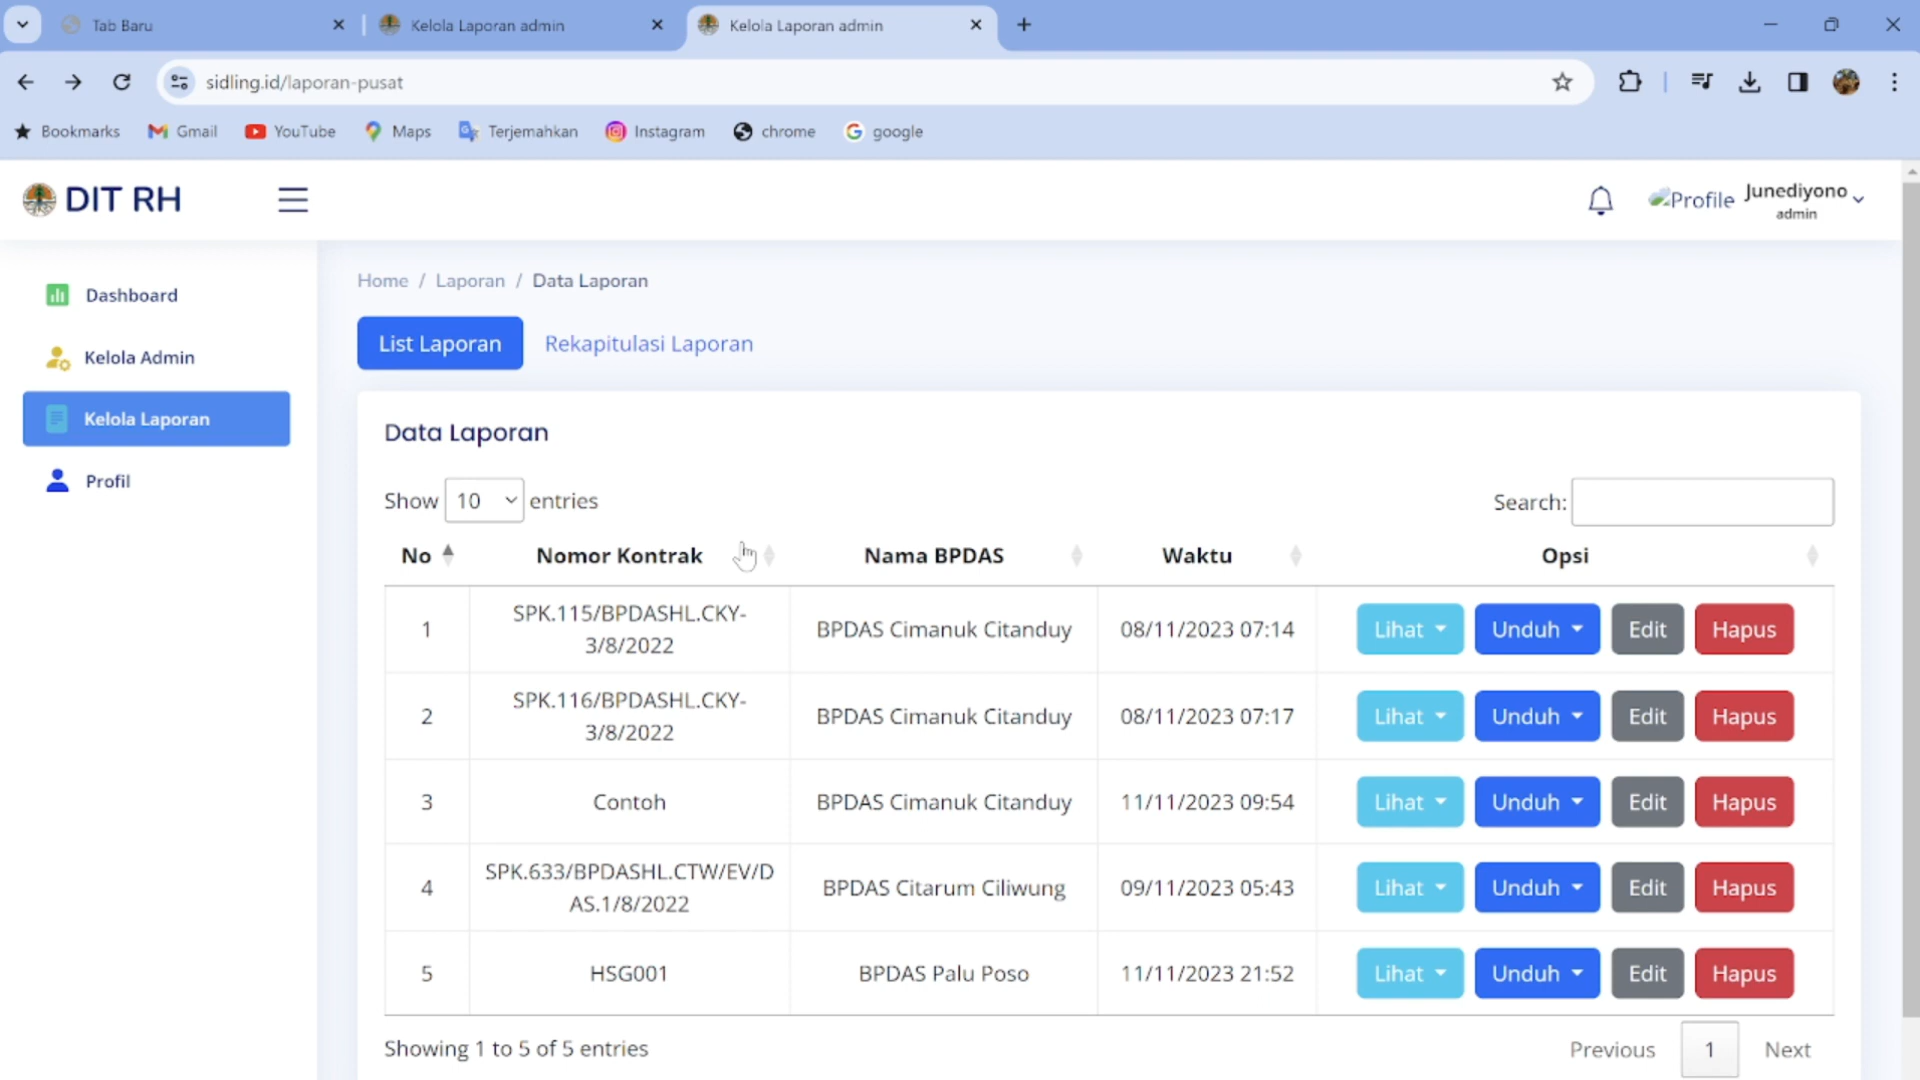 Tab Baru
Kelola Laporan admin
Kelola Laporan admin
sidling.id/laporan-pusat
Bookmarks Gmail YouTube Maps Terjemahkan Instagram chrome google
DIT RH
Profile Junediyono
admin
Dashboard
Kelola Admin
Kelola Laporan
Profil
Home / Laporan / Data Laporan
List Laporan Rekapitulasi Laporan
Data Laporan
Show 10 entries
Search:
No Nomor Kontrak Nama BPDAS Waktu Opsi
1 SPK.115/BPDASHL.CKY-
3/8/2022 BPDAS Cimanuk Citanduy 08/11/2023 07:14 Lihat Unduh Edit Hapus
2 SPK.116/BPDASHL.CKY-
3/8/2022 BPDAS Cimanuk Citanduy 08/11/2023 07:17 Lihat Unduh Edit Hapus
3 Contoh BPDAS Cimanuk Citanduy 11/11/2023 09:54 Lihat Unduh Edit Hapus
4 SPK.633/BPDASHL.CTW/EV/D
AS.1/8/2022 BPDAS Citarum Ciliwung 09/11/2023 05:43 Lihat Unduh Edit Hapus
5 HSG001 BPDAS Palu Poso 11/11/2023 21:52 Lihat Unduh Edit Hapus
Showing 1 to 5 of 5 entries
Previous 1 Next